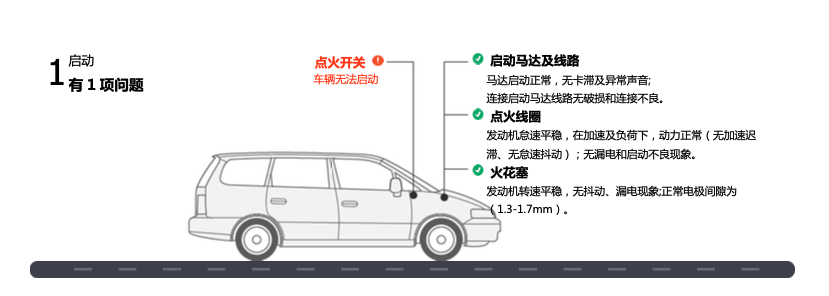 1
启动
有 1 项问题
点火开关
车辆无法启动
启动马达及线路
马达启动正常，无卡滞及异常声音;
连接启动马达线路无破损和连接不良。
点火线圈
发动机怠速平稳，在加速及负荷下，动力正常（无加速迟
滞、无怠速抖动）；无漏电和启动不良现象。
火花塞
发动机转速平稳，无抖动、漏电现象;正常电极间隙为
（1.3-1.7mm）。